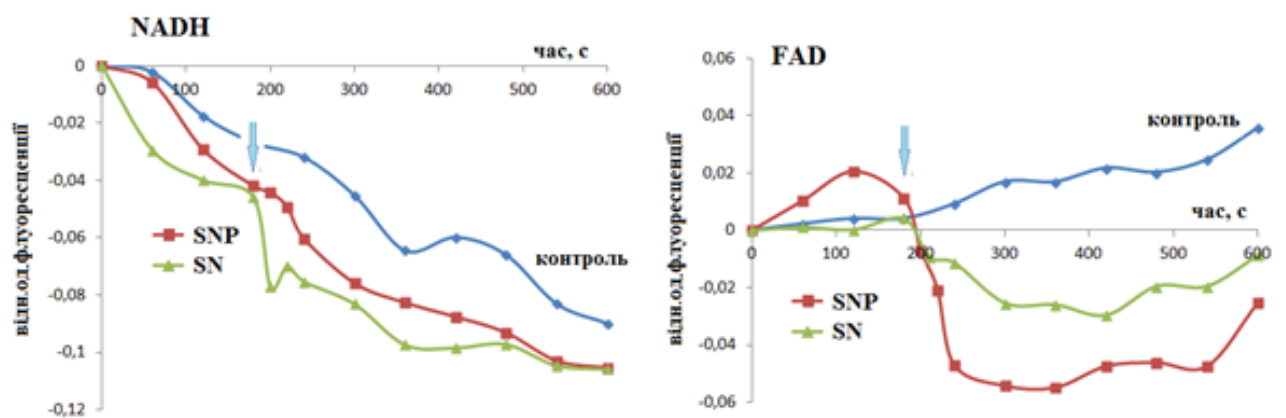 NADH
час, с
0
0
100
200
300
400
500
600
-0,02
-0,04
-0,06
-0,08
-0,1
-0,12
відн.од.флуоресценції
SNP
SN
контроль
FAD
0,06
0,04
0,02
0
-0,02
-0,04
-0,06
0
100
200
300
400
500
600
відн.од.флуоресценції
контроль
час, с
SNP
SN